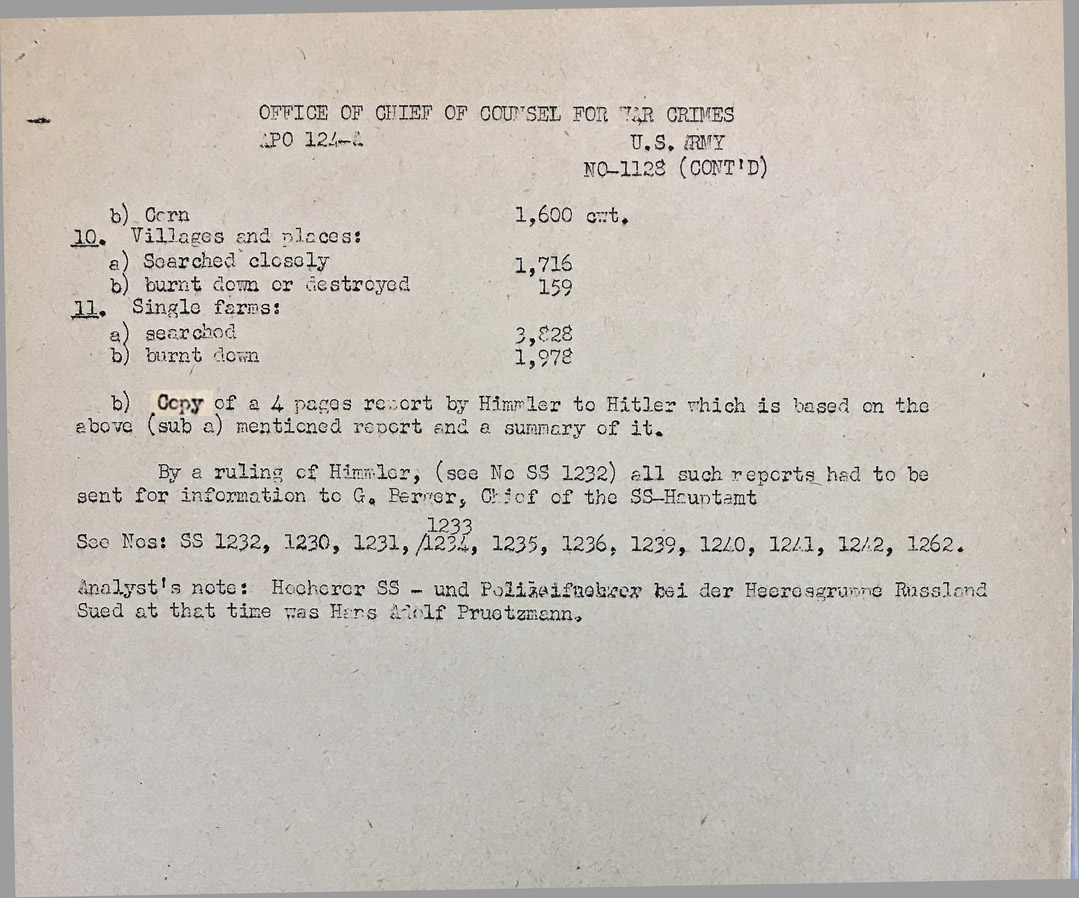 OFFICE OF CHIEF OF COUNSEL FOR WAR CRIMES
APO 124-A U.S. ARMY
NO-1128 (CONT'D)
b) Corn 1,600 cwt.
10. Villages and places:
a) Searched closely 1,716
b) burnt down or destroyed 159
11. Single farms:
a) searched 3,828
b) burnt down 1,978
b) Copy of a 4 pages report by Himmler to Hitler which is based on the
above (sub a) mentioned report and a summary of it.
By a ruling of Himmler, (see No SS 1232) all such reports had to be
sent for information to G. Berger, Chief of the SS-Hauptamt
1233
See Nos: SS 1232, 1230, 1231, /1234, 1235, 1236, 1239, 1240, 1241, 1242, 1262.
Analyst's note: Hoeherer SS - und Polizeifuehrer bei der Heeresgruppe Russland
Sued at that time was Hans Adolf Pruetzmann.